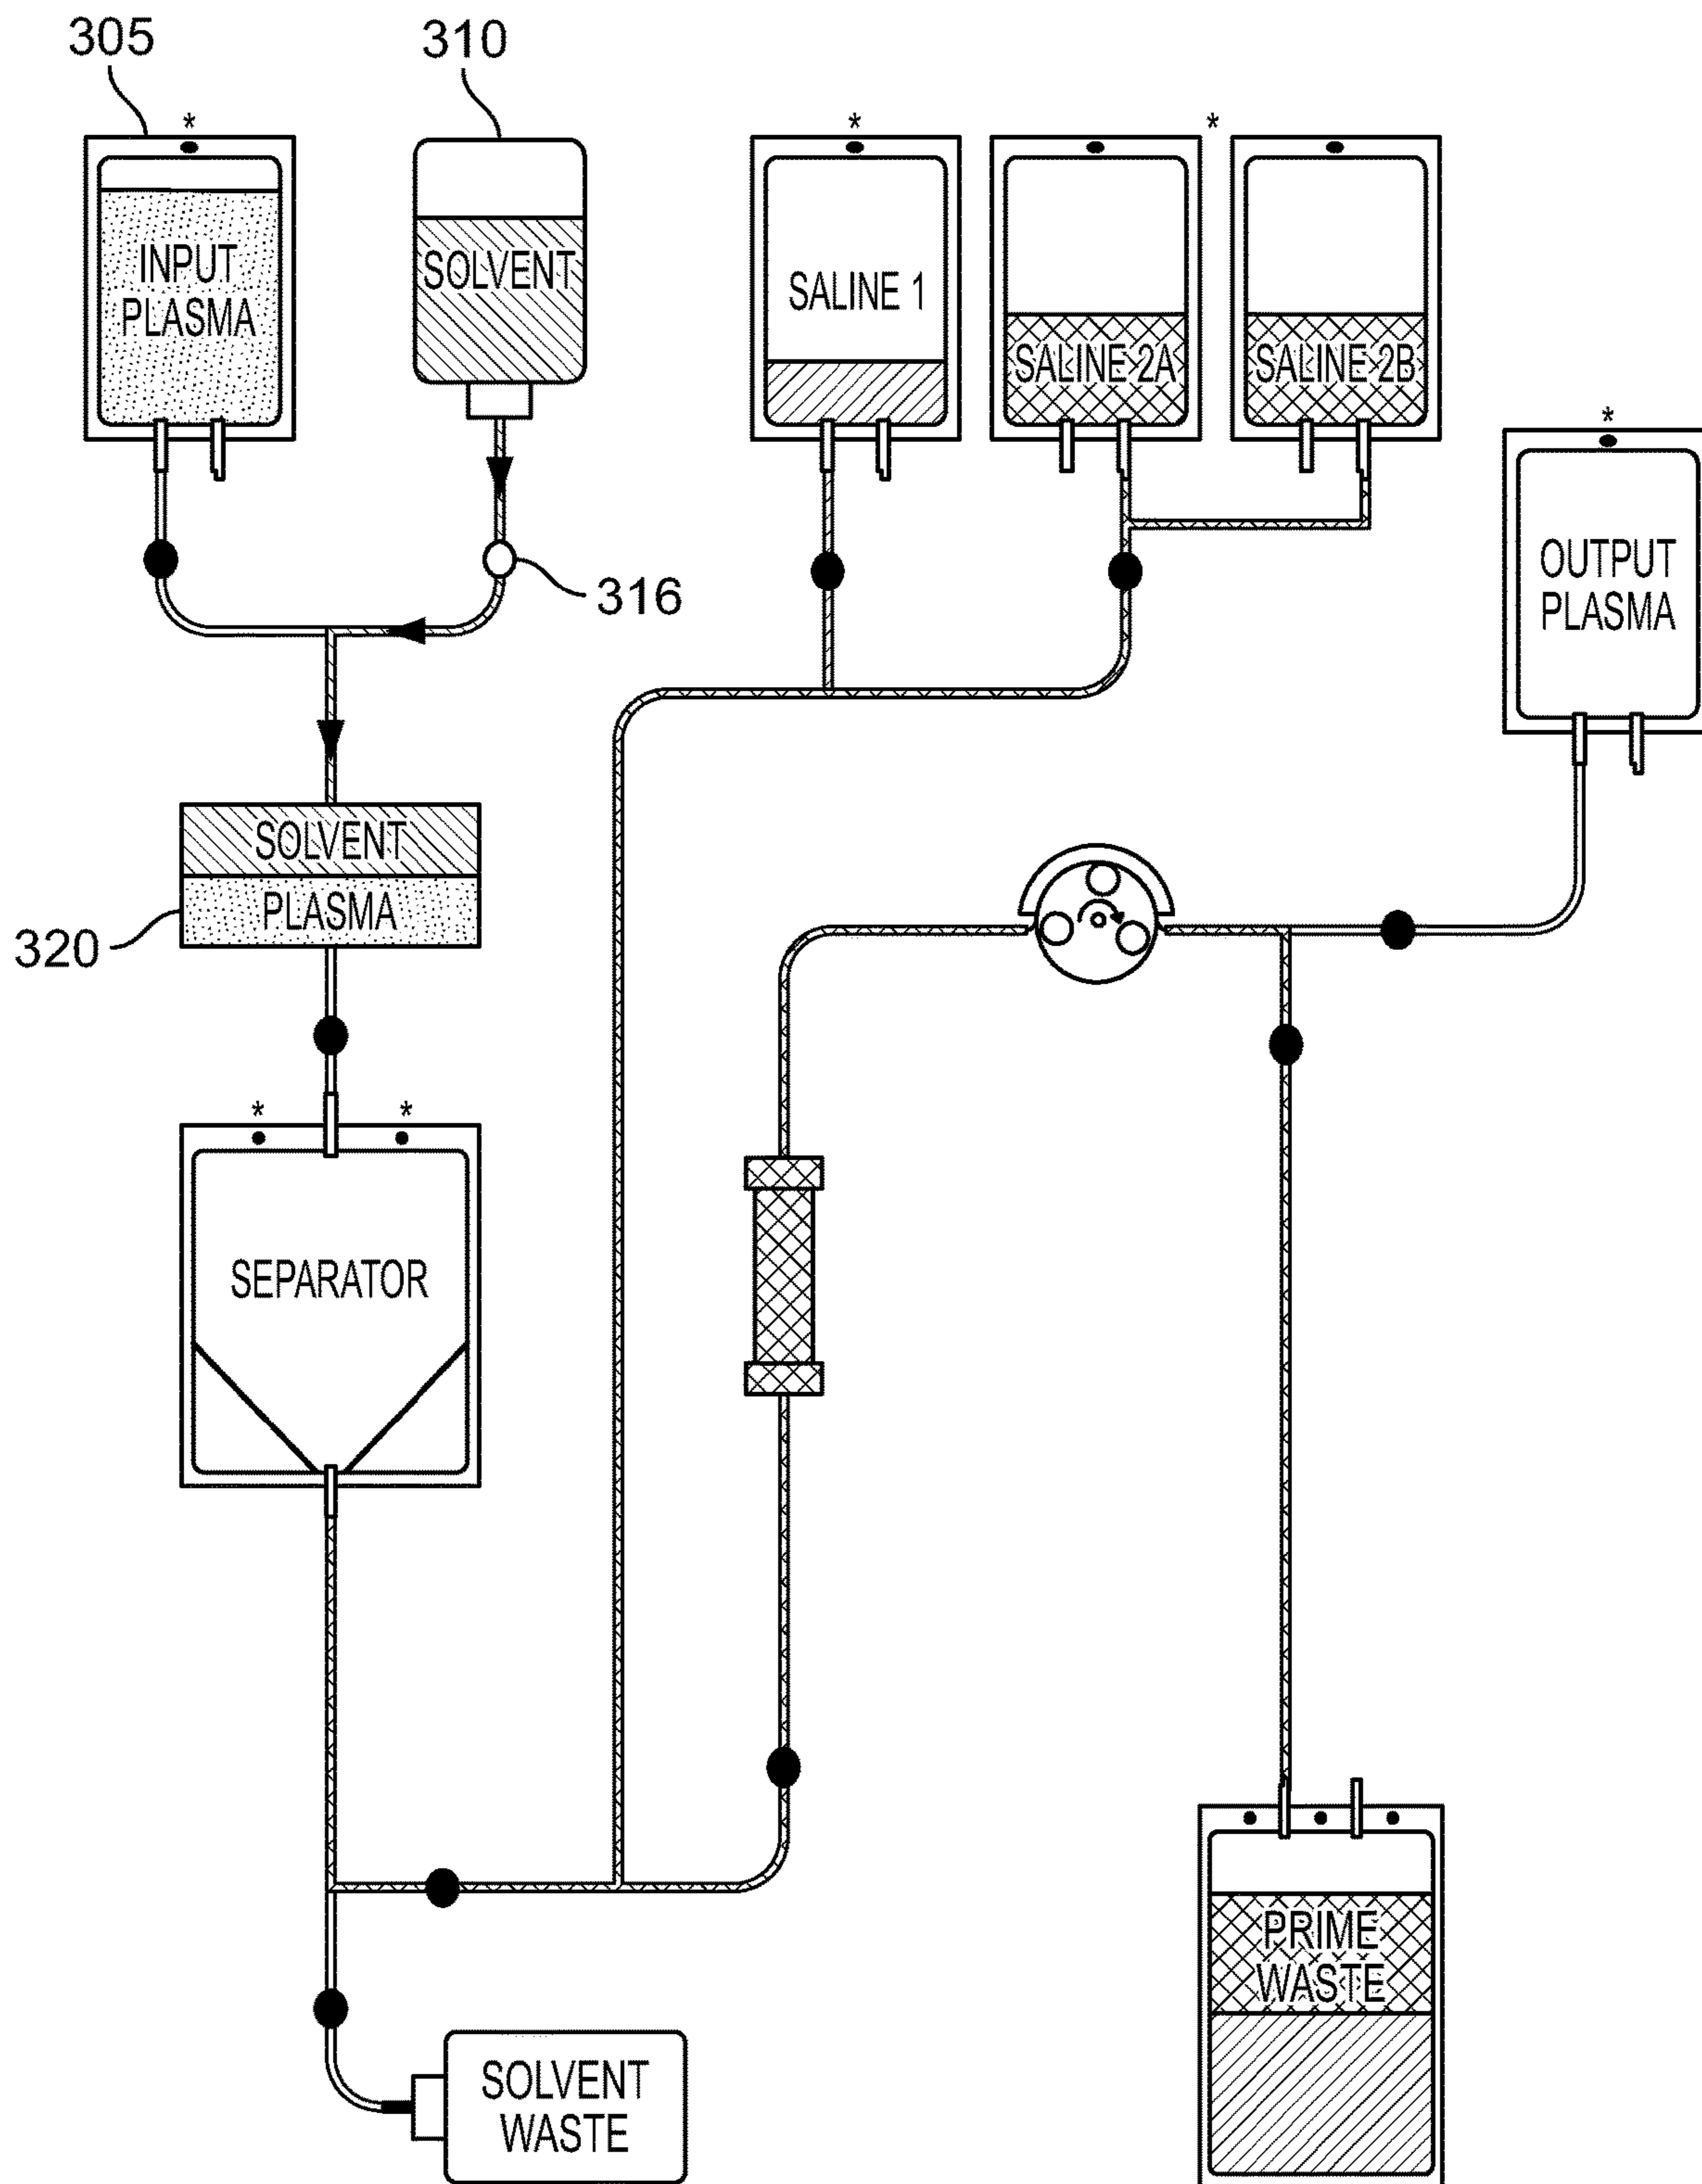 305
310
*
*
*
INPUT
PLASMA
SOLVENT
SALINE 1
SALINE 2A
SALINE 2B
*
316
OUTPUT
PLASMA
SOLVENT
PLASMA
320
* *
SEPARATOR
PRIME
WASTE
SOLVENT
WASTE